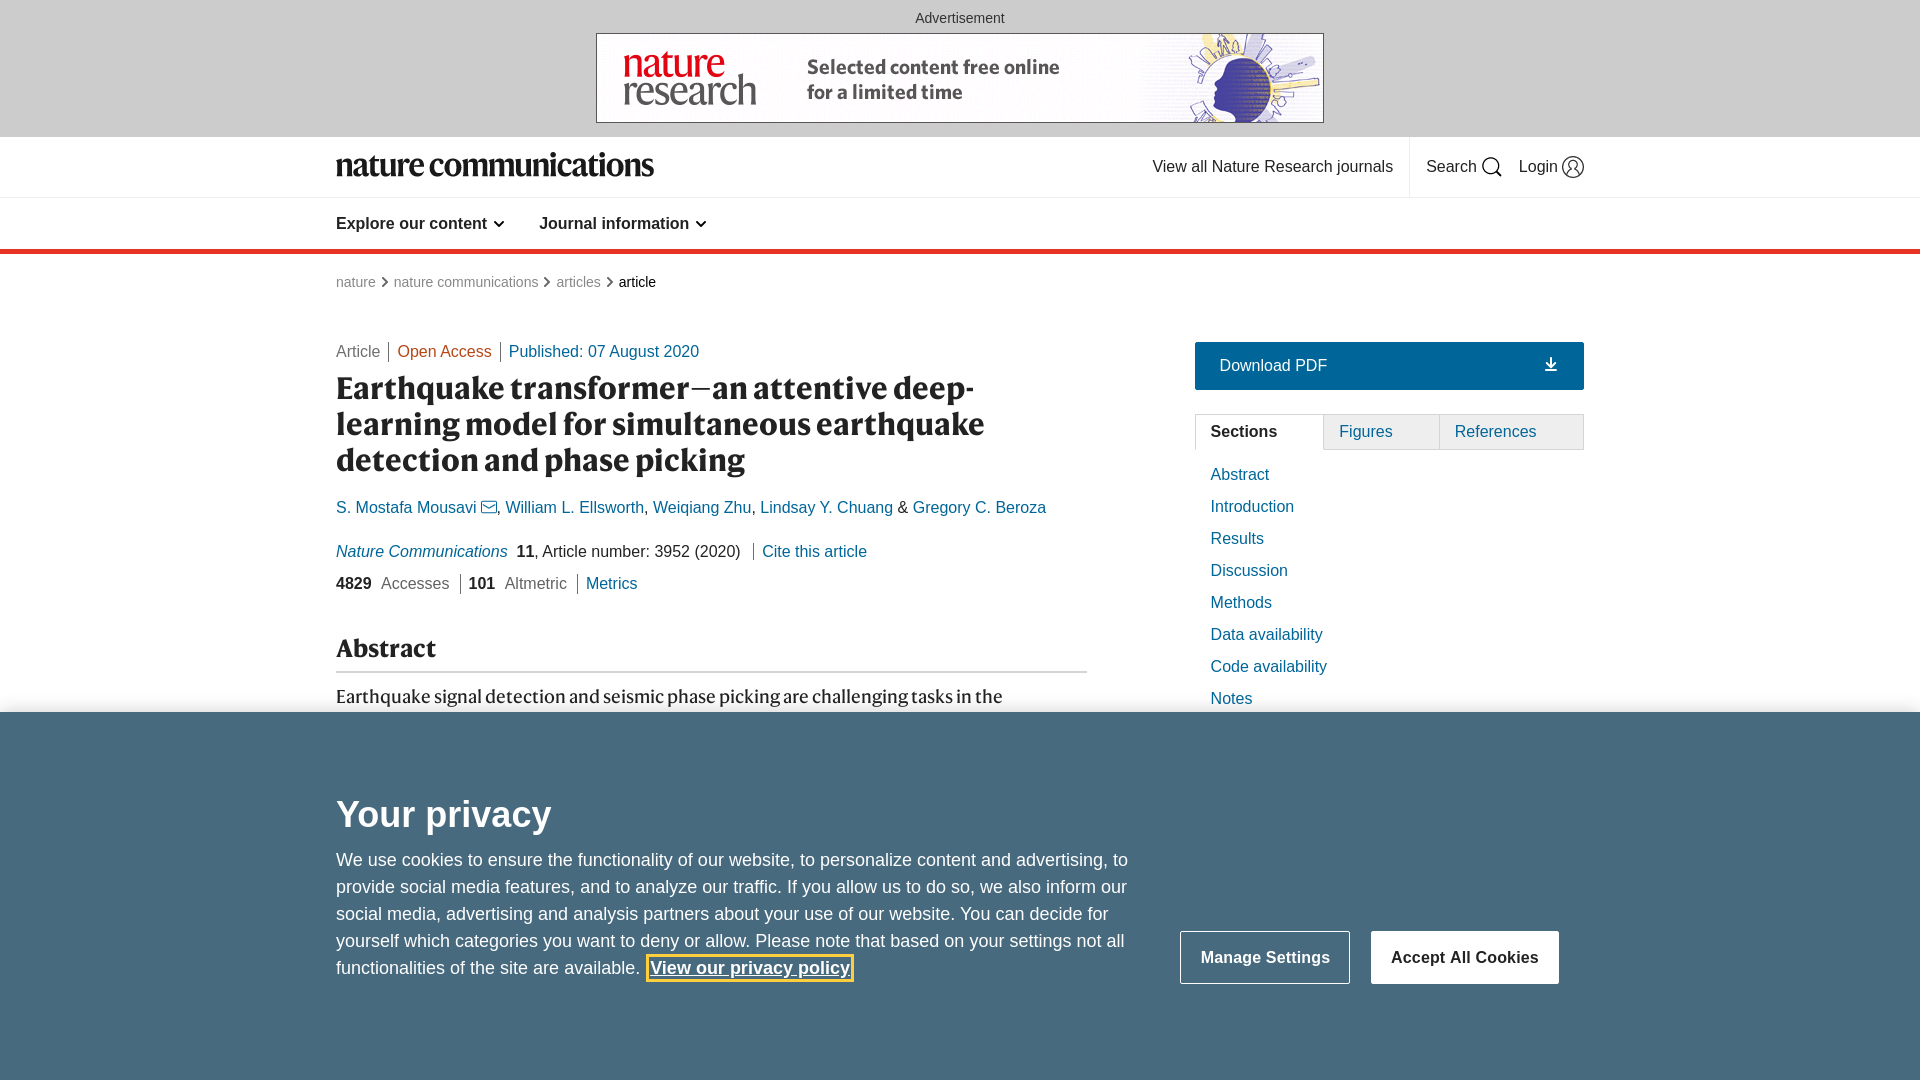 Advertisement
nature
research
Selected content free online
for a limited time
nature communications
View all Nature Research journals
Search
Login
Explore our content
Journal information
nature
nature communications
articles
article
Article
Open Access
Published: 07 August 2020
Earthquake transformer—an attentive deep-
learning model for simultaneous earthquake
detection and phase picking
S. Mostafa Mousavi, William L. Ellsworth, Weiqiang Zhu, Lindsay Y. Chuang & Gregory C. Beroza
Nature Communications 11, Article number: 3952 (2020)
Cite this article
4829 Accesses
101 Altmetric
Metrics
Abstract
Earthquake signal detection and seismic phase picking are challenging tasks in the
Download PDF
Sections
Figures
References
Abstract
Introduction
Results
Discussion
Methods
Data availability
Code availability
Notes
Your privacy
We use cookies to ensure the functionality of our website, to personalize content and advertising, to
provide social media features, and to analyze our traffic. If you allow us to do so, we also inform our
social media, advertising and analysis partners about your use of our website. You can decide for
yourself which categories you want to deny or allow. Please note that based on your settings not all
functionalities of the site are available. View our privacy policy
Manage Settings
Accept All Cookies